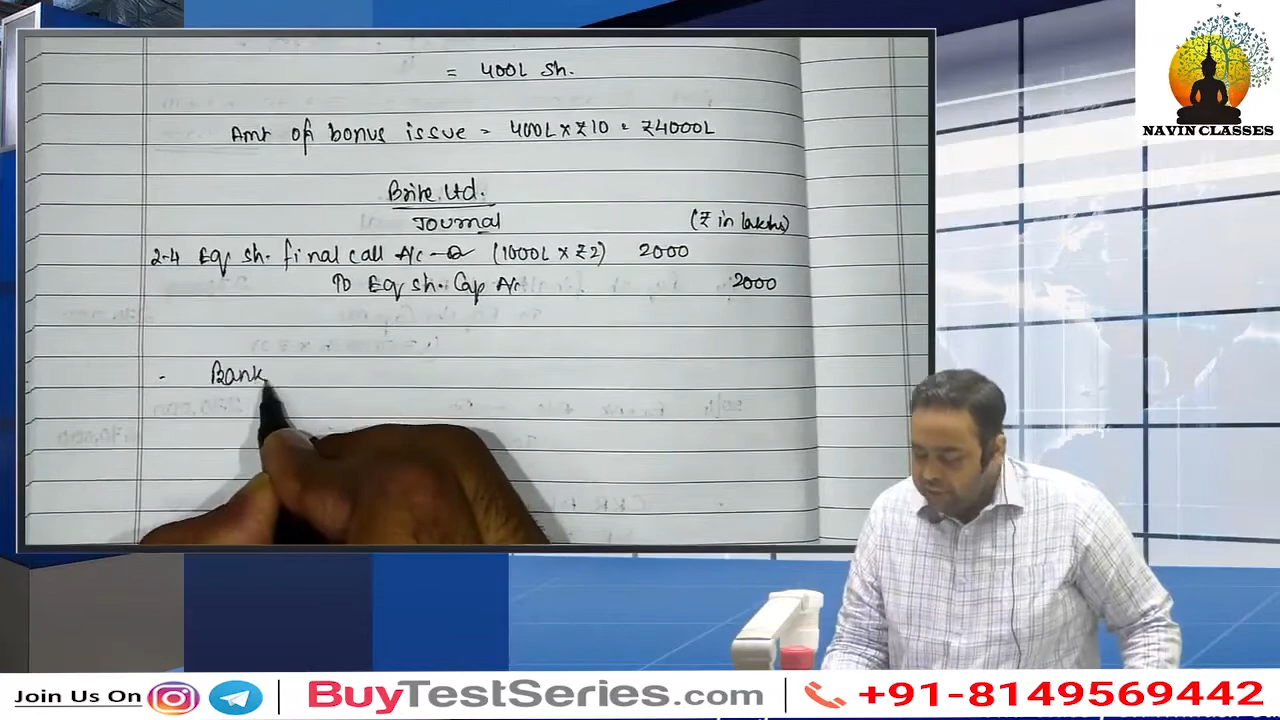 = 400L Sh.
Amt of bonus issue = 400L x ₹10 = ₹4000L
Brite Ltd.
Journal (₹ in lakhs)
2-4 Eq sh. final call A/c - Dr (1000L x ₹2) 2000
To Eq sh. Cap A/c 2000
- Bank
NAVIN CLASSES
Join Us On BuyTestSeries.com +91-8149569442